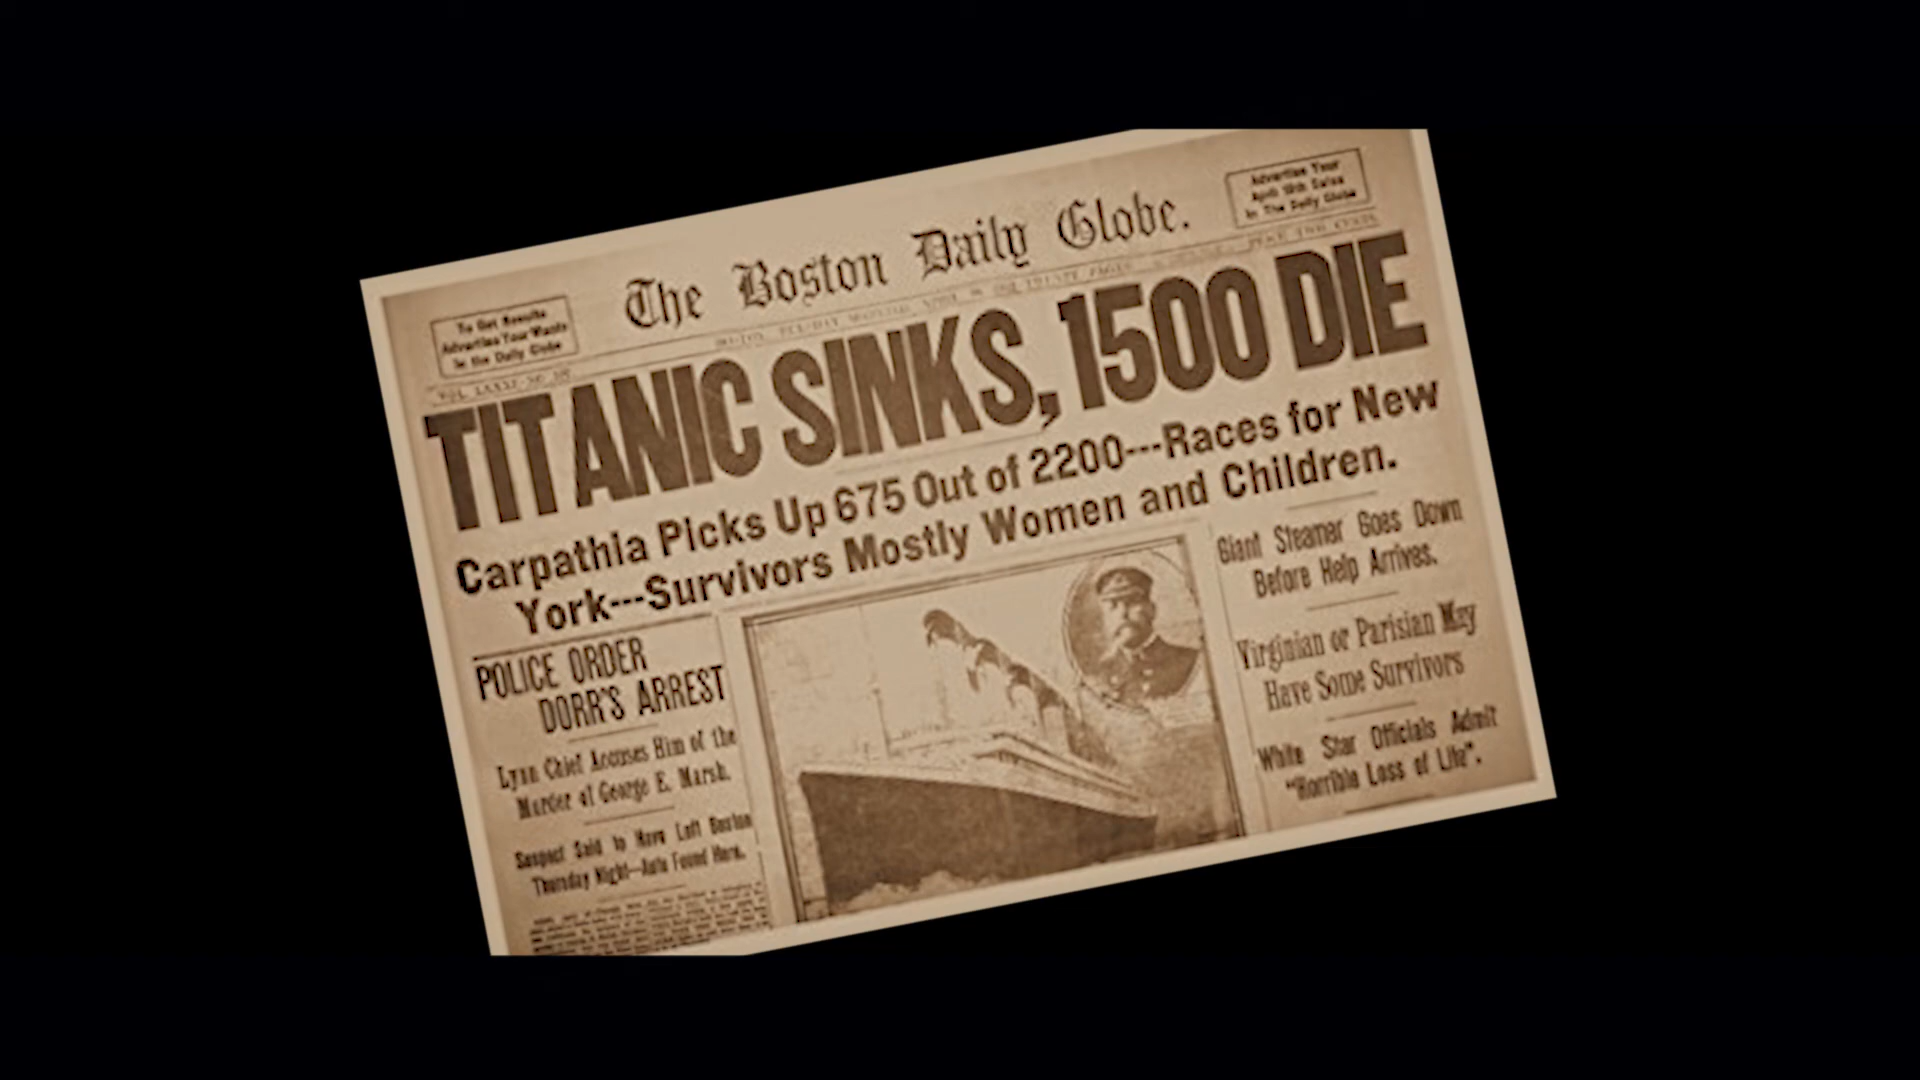 The Boston Daily Globe.
To Get Results
Advertise Your Wants
in the Daily Globe
Advertise Your
April 19th Sales
In The Daily Globe
TITANIC SINKS, 1500 DIE
Carpathia Picks Up 675 Out of 2200---Races for New
York---Survivors Mostly Women and Children.
POLICE ORDER
DORR'S ARREST
Lynn Chief Accuses Him of the
Murder of George E. Marsh.
Suspect Said to Have Left Boston
Thursday Night—Auto Found Here.
Giant Steamer Goes Down
Before Help Arrives.
Virginian or Parisian May
Have Some Survivors
White Star Officials Admit
"Horrible Loss of Life".